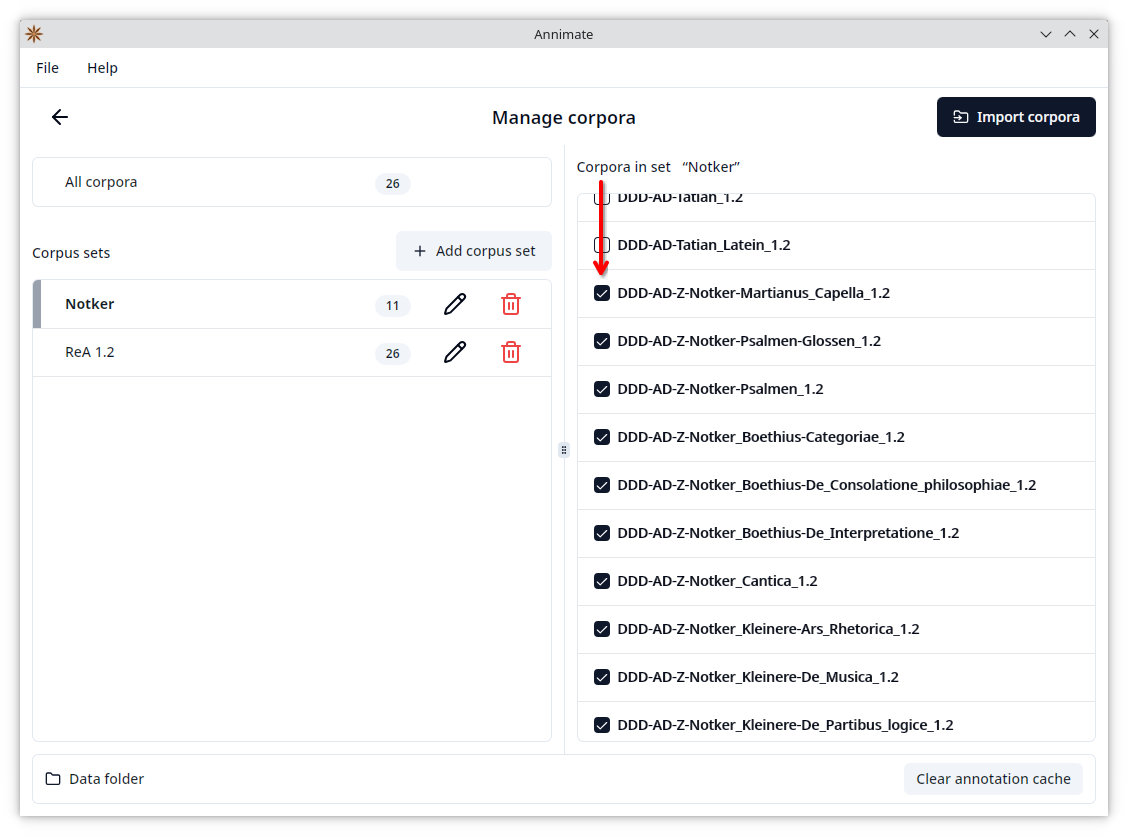 Annimate
File Help
Manage corpora
Import corpora
All corpora 26
Corpus sets
+ Add corpus set
Notker 11
ReA 1.2 26
Corpora in set “Notker”
DDD-AD-Tatian_1.2
DDD-AD-Tatian_Latein_1.2
DDD-AD-Z-Notker-Martianus_Capella_1.2
DDD-AD-Z-Notker-Psalmen-Glossen_1.2
DDD-AD-Z-Notker-Psalmen_1.2
DDD-AD-Z-Notker_Boethius-Categoriae_1.2
DDD-AD-Z-Notker_Boethius-De_Consolatione_philosophiae_1.2
DDD-AD-Z-Notker_Boethius-De_Interpretatione_1.2
DDD-AD-Z-Notker_Cantica_1.2
DDD-AD-Z-Notker_Kleinere-Ars_Rhetorica_1.2
DDD-AD-Z-Notker_Kleinere-De_Musica_1.2
DDD-AD-Z-Notker_Kleinere-De_Partibus_logice_1.2
Data folder
Clear annotation cache